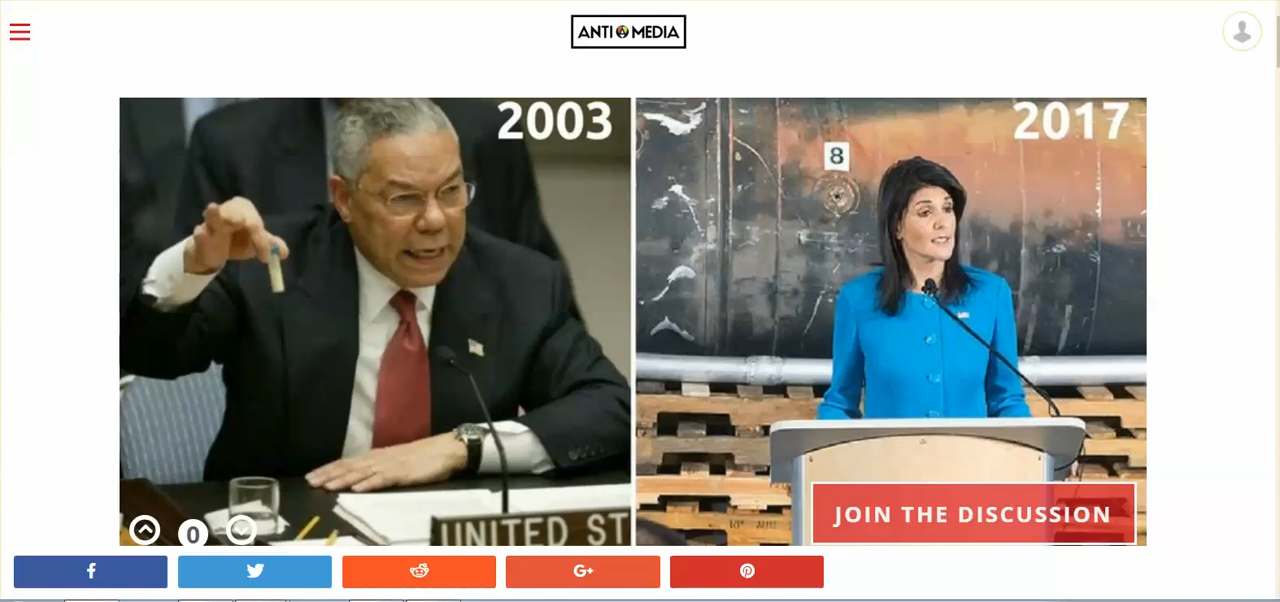 ANTI MEDIA
2003
2017
8
JOIN THE DISCUSSION
0
UNITED ST